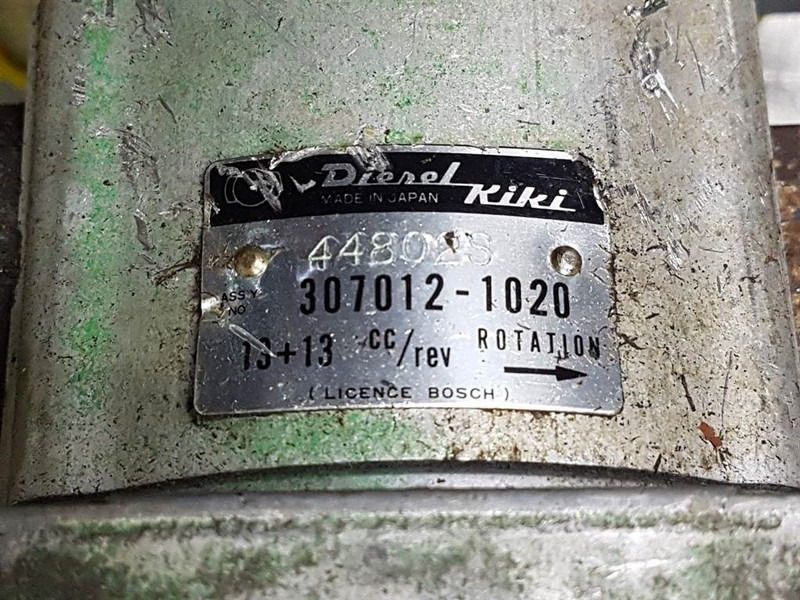 Diesel Kiki
MADE IN JAPAN
44802S
ASS'Y NO 307012-1020
13+13 cc/rev ROTATION
(LICENCE BOSCH)